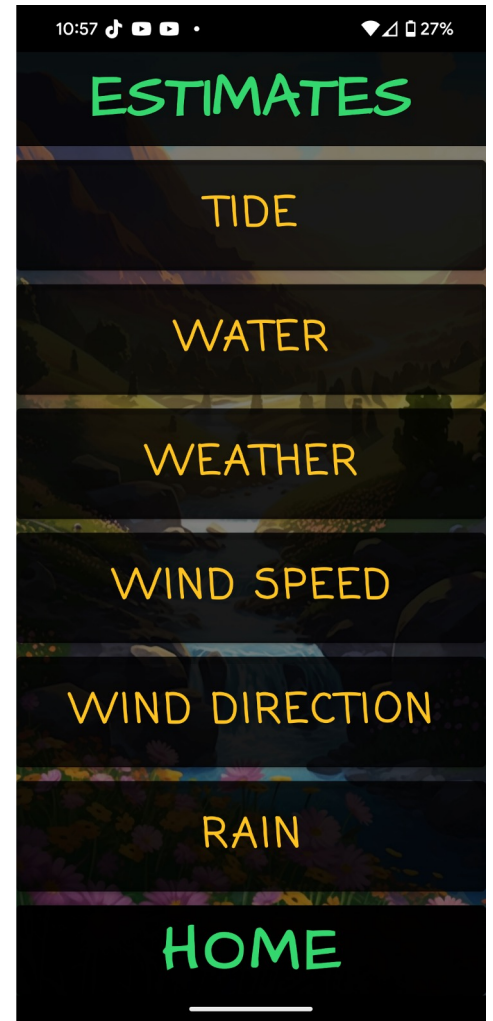 10:57 27%
ESTIMATES
TIDE
WATER
WEATHER
WIND SPEED
WIND DIRECTION
RAIN
HOME